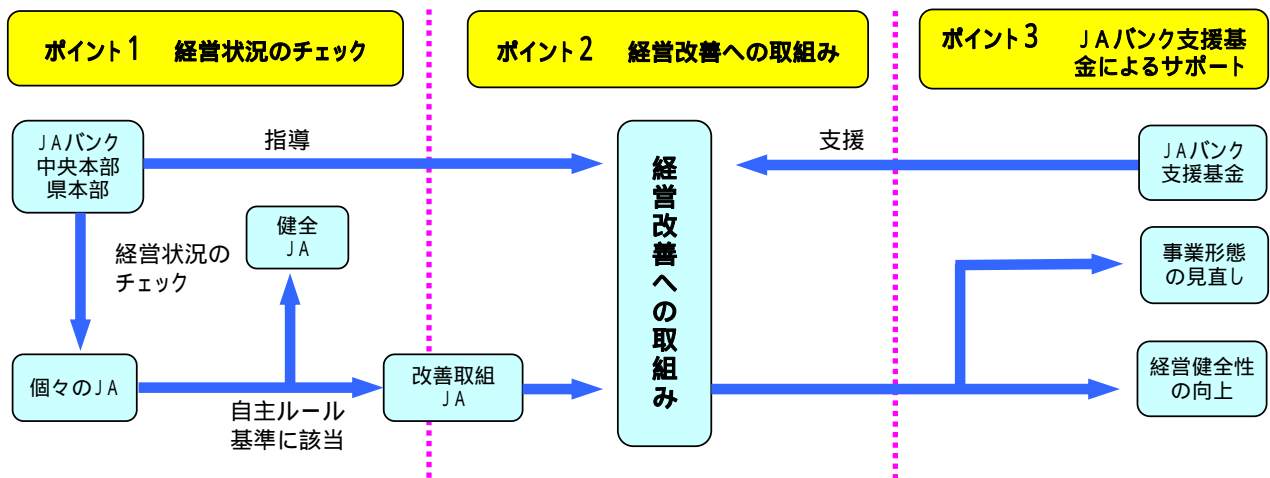 ポイント1 経営状況のチェック
ポイント2 経営改善への取組み
ポイント3 JAバンク支援基
金によるサポート
JAバンク
中央本部
県本部
指導
支援
JAバンク
支援基金
経営改善への取組み
健全
JA
経営状況の
チェック
事業形態
の見直し
個々のJA
改善取組
JA
自主ルール
基準に該当
経営健全性
の向上